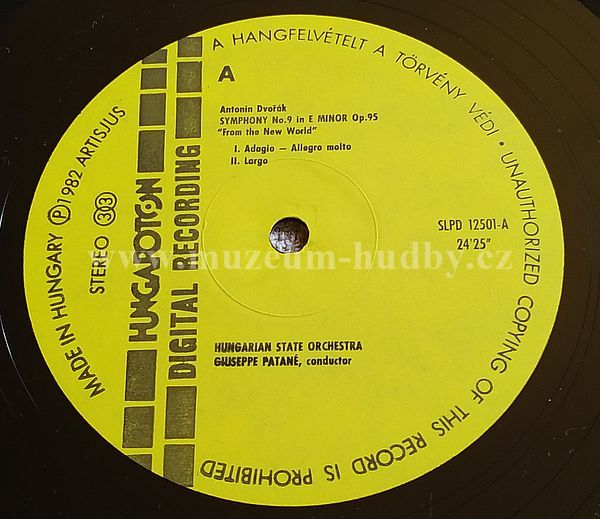 A HANGFELVÉTELT A TÖRVÉNY VÉDI • UNAUTHORIZED COPYING OF THIS RECORD IS PROHIBITED
A
Antonín Dvořák
SYMPHONY No.9 in E MINOR Op.95
"From the New World"
I. Adagio — Allegro molto
II. Largo
MADE IN HUNGARY Ⓟ 1982 ARTISJUS
STEREO 303
HUNGAROTON
DIGITAL RECORDING
SLPD 12501-A
24'25"
www.muzeum-hudby.cz
HUNGARIAN STATE ORCHESTRA
GIUSEPPE PATANÉ, conductor